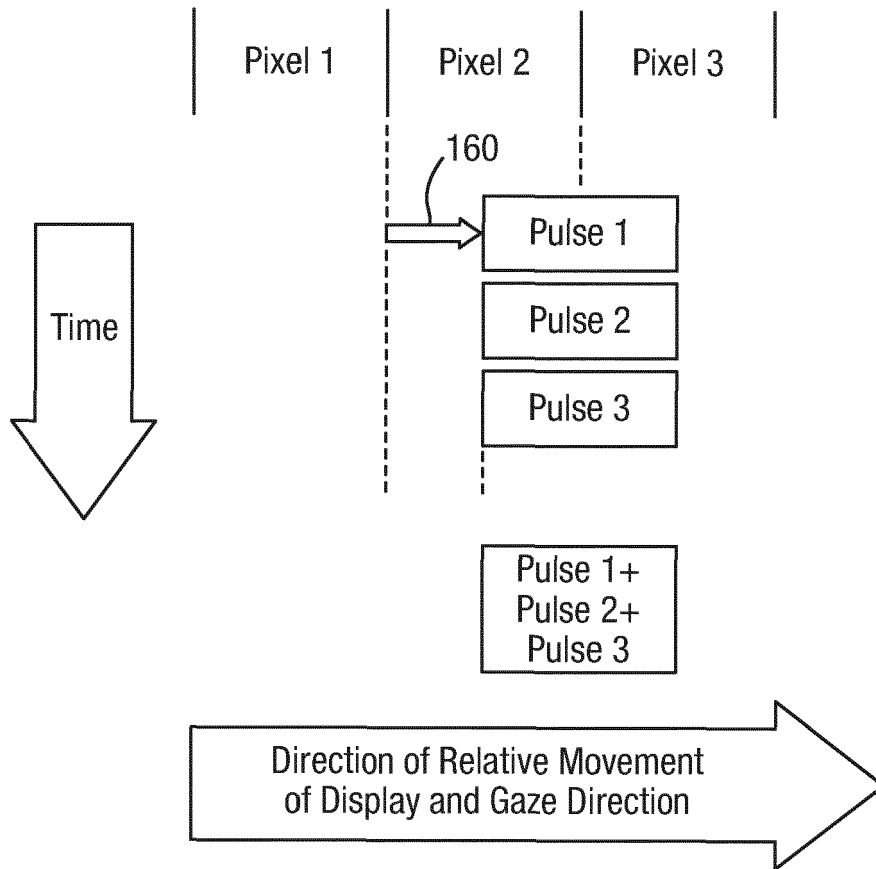 Pixel 1 Pixel 2 Pixel 3
160
Pulse 1
Time
Pulse 2
Pulse 3
Pulse 1+
Pulse 2+
Pulse 3
Direction of Relative Movement
of Display and Gaze Direction